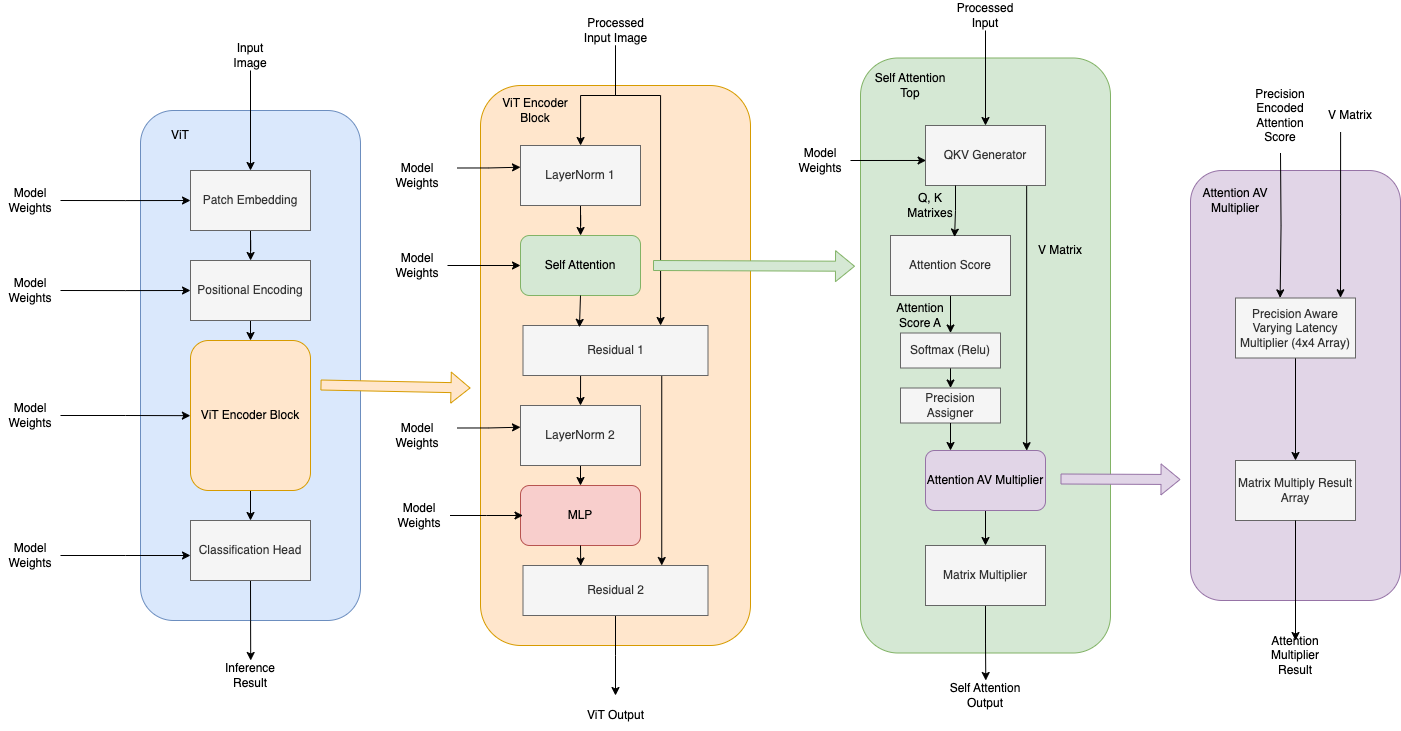 Input
Image
ViT
Model
Weights
Patch Embedding
Model
Weights
Positional Encoding
Model
Weights
ViT Encoder Block
Model
Weights
Classification Head
Inference
Result
Processed
Input Image
ViT Encoder
Block
Model
Weights
LayerNorm 1
Model
Weights
Self Attention
Residual 1
Model
Weights
LayerNorm 2
Model
Weights
MLP
Residual 2
ViT Output
Processed
Input
Self Attention
Top
Model
Weights
QKV Generator
Q, K
Matrixes
V Matrix
Attention Score
Attention
Score A
Softmax (Relu)
Precision
Assigner
Attention AV Multiplier
Matrix Multiplier
Self Attention
Output
Precision
Encoded
Attention
Score
V Matrix
Attention AV
Multiplier
Precision Aware
Varying Latency
Multiplier (4x4 Array)
Matrix Multiply Result
Array
Attention
Multiplier
Result